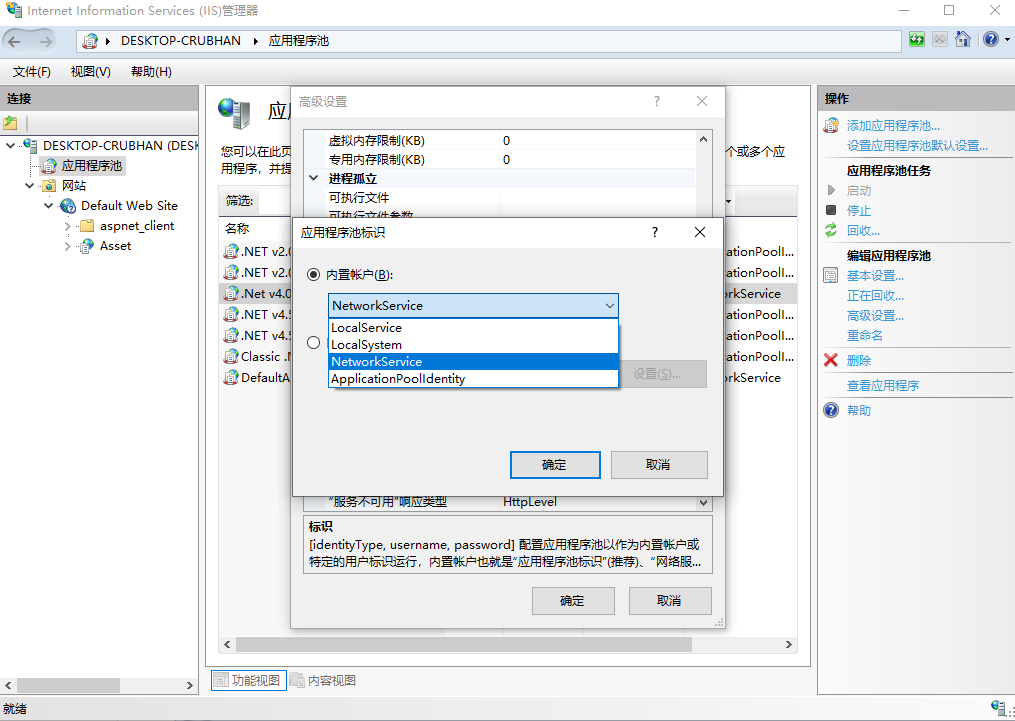 Internet Information Services (IIS)管理器
DESKTOP-CRUBHAN
应用程序池
文件(F)
视图(V)
帮助(H)
连接
DESKTOP-CRUBHAN (DESK
应用程序池
网站
Default Web Site
aspnet_client
Asset
应
您可以在此页
个或多个应
用程序，并提
筛选:
名称
.NET v2.0
ationPoolI...
.NET v2.0
ationPoolI...
.Net v4.0
rkService
.NET v4.5
ationPoolI...
.NET v4.5
ationPoolI...
Classic .N
ationPoolI...
DefaultA
rkService
高级设置
?
虚拟内存限制(KB)
0
专用内存限制(KB)
0
进程孤立
可执行文件
可执行文件参数
应用程序池标识
?
内置帐户(B):
NetworkService
LocalService
LocalSystem
NetworkService
ApplicationPoolIdentity
设置(S)...
确定
取消
"服务不可用"响应类型
HttpLevel
标识
[identityType, username, password] 配置应用程序池以作为内置帐户或
特定的用户标识运行，内置帐户也就是"应用程序池标识"(推荐)、"网络服...
确定
取消
功能视图
内容视图
操作
添加应用程序池...
设置应用程序池默认设置...
应用程序池任务
启动
停止
回收...
编辑应用程序池
基本设置...
正在回收...
高级设置...
重命名
删除
查看应用程序
帮助
就绪